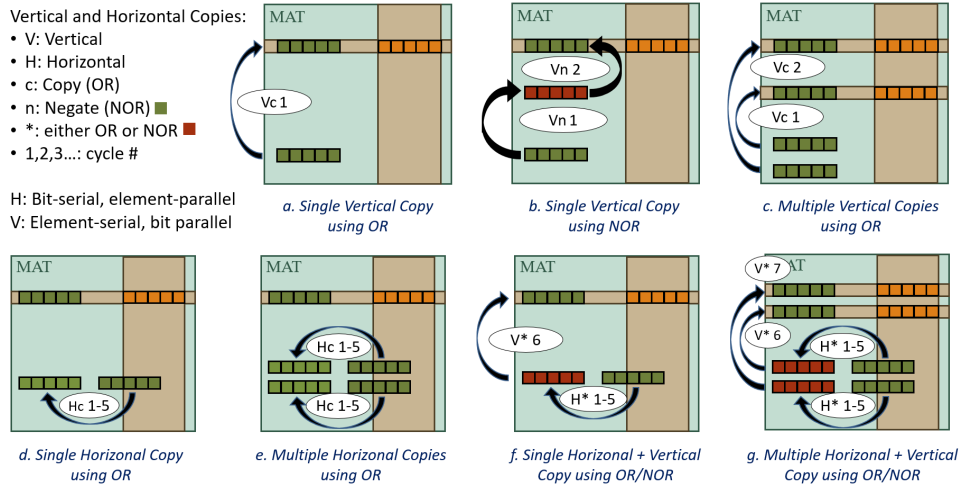 Vertical and Horizontal Copies:
• V: Vertical
• H: Horizontal
• c: Copy (OR)
• n: Negate (NOR)
• *: either OR or NOR
• 1,2,3...: cycle #
H: Bit-serial, element-parallel
V: Element-serial, bit parallel
MAT
Vc 1
a. Single Vertical Copy
using OR
MAT
Vn 2
Vn 1
b. Single Vertical Copy
using NOR
MAT
Vc 2
Vc 1
c. Multiple Vertical Copies
using OR
MAT
Hc 1-5
d. Single Horizonal Copy
using OR
MAT
Hc 1-5
Hc 1-5
e. Multiple Horizonal Copies
using OR
MAT
V* 6
H* 1-5
f. Single Horizonal + Vertical
Copy using OR/NOR
V* 7
AT
V* 6
H* 1-5
H* 1-5
g. Multiple Horizonal + Vertical
Copy using OR/NOR